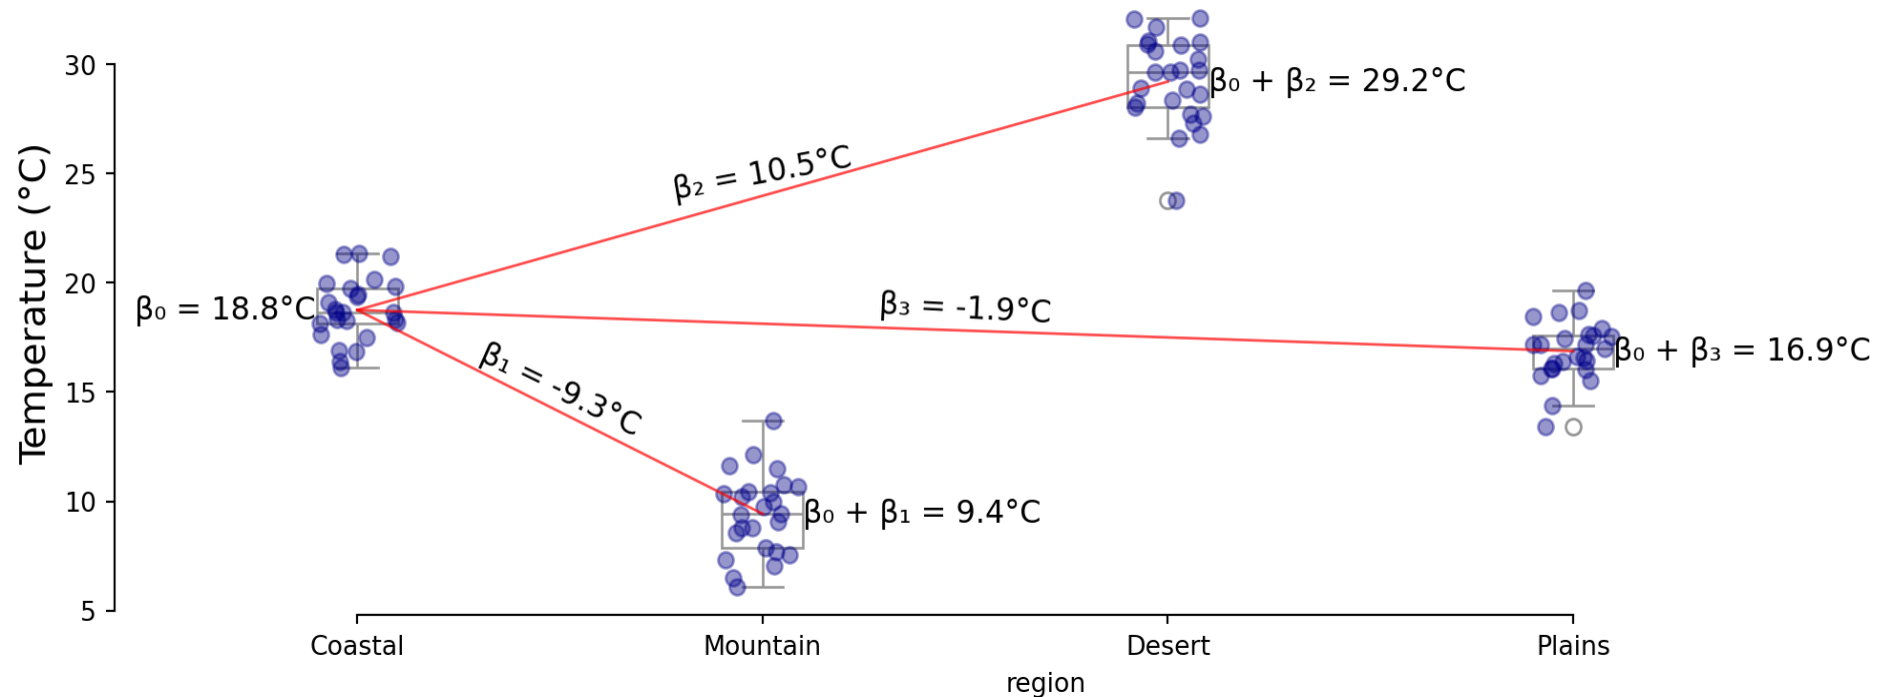 Temperature (°C)
30
25
20
15
10
5
β₀ = 18.8°C
β₁ = -9.3°C
β₀ + β₁ = 9.4°C
β₂ = 10.5°C
β₀ + β₂ = 29.2°C
β₃ = -1.9°C
β₀ + β₃ = 16.9°C
Coastal
Mountain
Desert
Plains
region